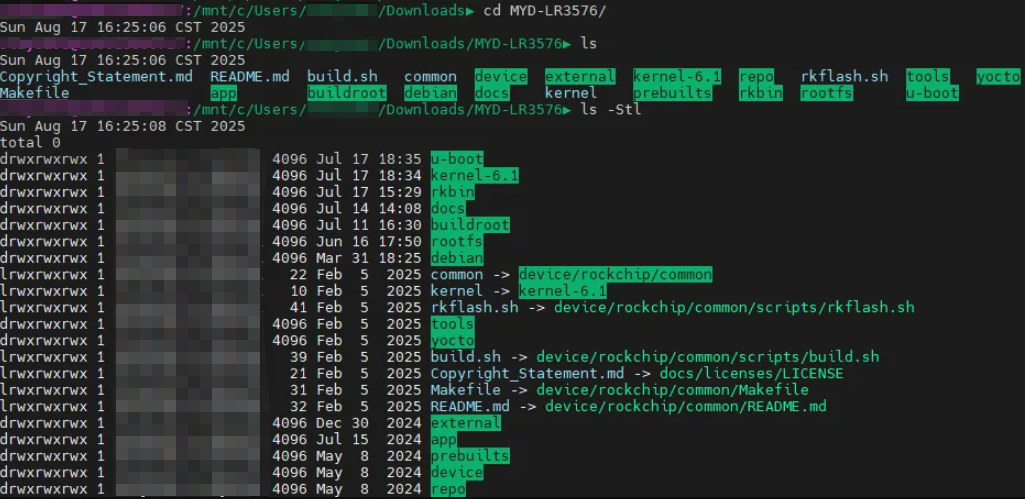 :/mnt/c/Users/ /Downloads▶ cd MYD-LR3576/
Sun Aug 17 16:25:06 CST 2025
:/mnt/c/Users/ /Downloads/MYD-LR3576▶ ls
Sun Aug 17 16:25:06 CST 2025
Copyright_Statement.md README.md build.sh common device external kernel-6.1 repo rkflash.sh tools yocto
Makefile app buildroot debian docs kernel prebuilts rkbin rootfs u-boot
:/mnt/c/Users/ /Downloads/MYD-LR3576▶ ls -Stl
Sun Aug 17 16:25:08 CST 2025
total 0
drwxrwxrwx 1 4096 Jul 17 18:35 u-boot
drwxrwxrwx 1 4096 Jul 17 18:34 kernel-6.1
drwxrwxrwx 1 4096 Jul 17 15:29 rkbin
drwxrwxrwx 1 4096 Jul 14 14:08 docs
drwxrwxrwx 1 4096 Jul 11 16:30 buildroot
drwxrwxrwx 1 4096 Jun 16 17:50 rootfs
drwxrwxrwx 1 4096 Mar 31 18:25 debian
lrwxrwxrwx 1 22 Feb 5 2025 common -> device/rockchip/common
lrwxrwxrwx 1 10 Feb 5 2025 kernel -> kernel-6.1
lrwxrwxrwx 1 41 Feb 5 2025 rkflash.sh -> device/rockchip/common/scripts/rkflash.sh
drwxrwxrwx 1 4096 Feb 5 2025 tools
drwxrwxrwx 1 4096 Feb 5 2025 yocto
lrwxrwxrwx 1 39 Feb 5 2025 build.sh -> device/rockchip/common/scripts/build.sh
lrwxrwxrwx 1 21 Feb 5 2025 Copyright_Statement.md -> docs/licenses/LICENSE
lrwxrwxrwx 1 31 Feb 5 2025 Makefile -> device/rockchip/common/Makefile
lrwxrwxrwx 1 32 Feb 5 2025 README.md -> device/rockchip/common/README.md
drwxrwxrwx 1 4096 Dec 30 2024 external
drwxrwxrwx 1 4096 Jul 15 2024 app
drwxrwxrwx 1 4096 May 8 2024 prebuilts
drwxrwxrwx 1 4096 May 8 2024 device
drwxrwxrwx 1 4096 May 8 2024 repo